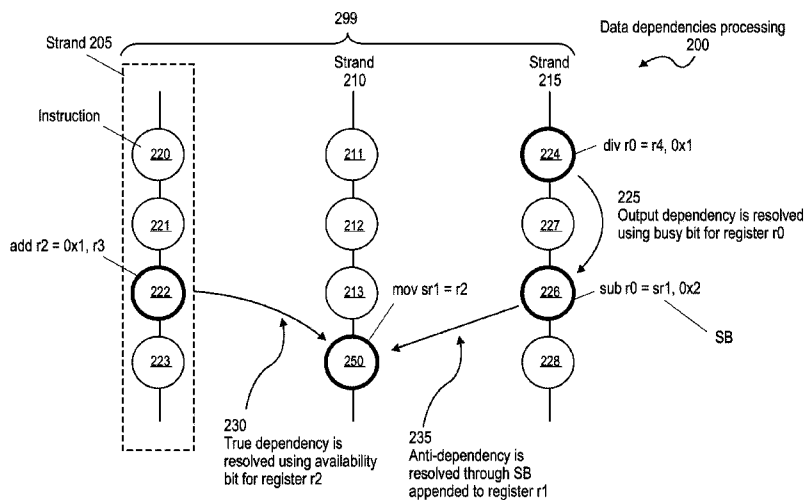 299
Data dependencies processing
200
Strand 205
Strand
210
Strand
215
Instruction
220
211
224
div r0 = r4, 0x1
225
Output dependency is resolved
using busy bit for register r0
221
212
227
add r2 = 0x1, r3
222
213
mov sr1 = r2
226
sub r0 = sr1, 0x2
SB
223
250
228
230
True dependency is
resolved using availability
bit for register r2
235
Anti-dependency is
resolved through SB
appended to register r1